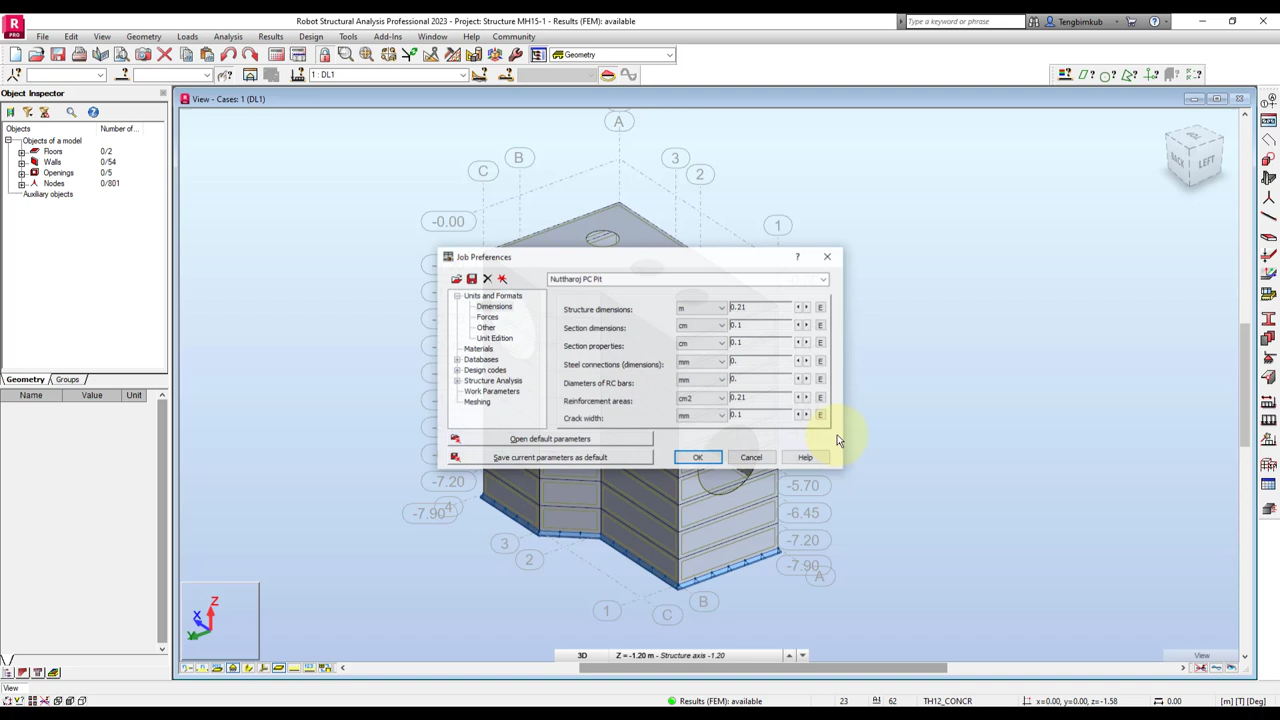 Robot Structural Analysis Professional 2023 - Project: Structure MH15-1 - Results (FEM): available
Type a keyword or phrase
Tengbimkub
PRO
File Edit View Geometry Loads Analysis Results Design Tools Add-Ins Window Help Community
Geometry
1 : DL1
Object Inspector
View - Cases: 1 (DL1)
Objects Number of...
Objects of a model
Floors 0/2
Walls 0/54
Openings 0/5
Nodes 0/801
Auxiliary objects
Geometry Groups
Name Value Unit
A
B
C
3
2
1
-0.00
BACK
LEFT
Job Preferences
Nuttharoj PC Pit
Units and Formats
Dimensions
Forces
Other
Unit Edition
Materials
Databases
Design codes
Structure Analysis
Work Parameters
Meshing
Structure dimensions: m 0.21 E
Section dimensions: cm 0.1 E
Section properties: cm 0.1 E
Steel connections (dimensions): mm 0. E
Diameters of RC bars: mm 0. E
Reinforcement areas: cm2 0.21 E
Crack width: mm 0.1 E
Open default parameters
Save current parameters as default
OK Cancel Help
-7.20
-7.90
4
3
2
1
C
B
A
-5.70
-6.45
-7.20
-7.90
Z
X
Y
3D Z = -1.20 m - Structure axis -1.20
View
View
Results (FEM): available 23 62 TH12_CONCR x=0.00, y=0.00, z=-1.58 0.00 [m] [T] [Deg]